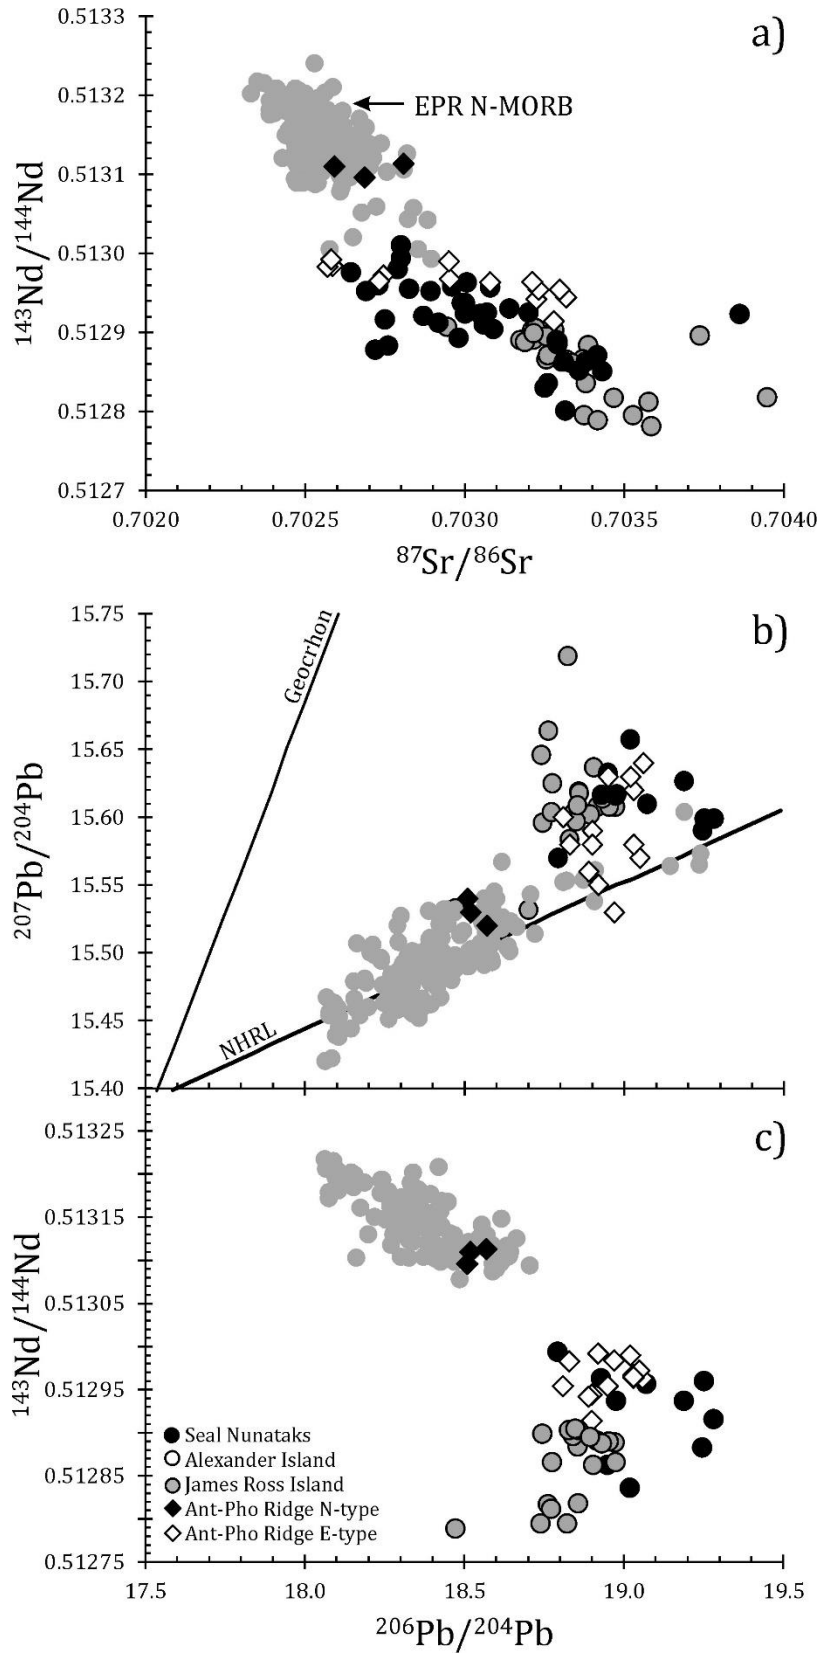 a)
0.5133
0.5132
0.5131
0.5130
0.5129
0.5128
0.5127
¹⁴³Nd/¹⁴⁴Nd
EPR N-MORB
0.7020 0.7025 0.7030 0.7035 0.7040
⁸⁷Sr/⁸⁶Sr
b)
15.75
15.70
15.65
15.60
15.55
15.50
15.45
15.40
²⁰⁷Pb/²⁰⁴Pb
Geocrhon
NHRL
c)
0.51325
0.51315
0.51305
0.51295
0.51285
0.51275
¹⁴³Nd/¹⁴⁴Nd
Seal Nunataks
Alexander Island
James Ross Island
Ant-Pho Ridge N-type
Ant-Pho Ridge E-type
17.5 18.0 18.5 19.0 19.5
²⁰⁶Pb/²⁰⁴Pb